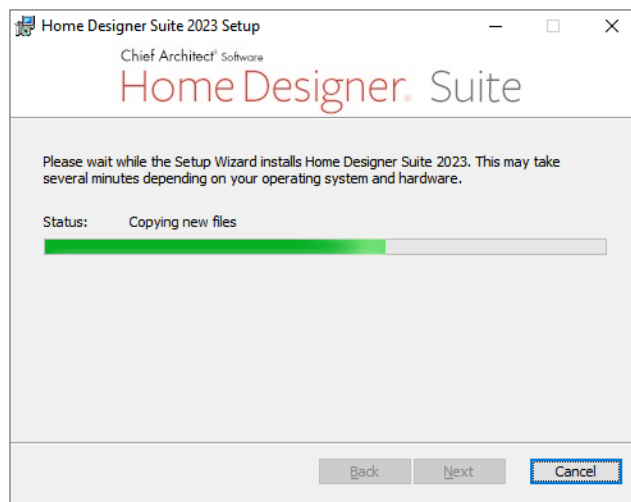 Home Designer Suite 2023 Setup
Chief Architect® Software
Home Designer® Suite
Please wait while the Setup Wizard installs Home Designer Suite 2023. This may take
several minutes depending on your operating system and hardware.
Status: Copying new files
Back Next Cancel